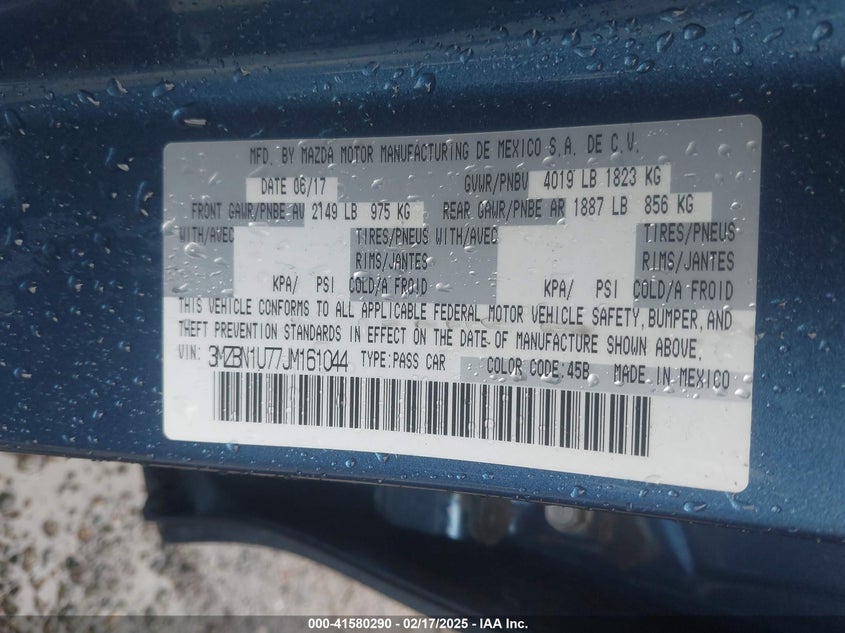 MFD. BY MAZDA MOTOR MANUFACTURING DE MEXICO S.A. DE C.V.
DATE 06/17 GVWR/PNBV 4019 LB 1823 KG
FRONT GAWR/PNBE AV 2149 LB 975 KG REAR GAWR/PNBE AR 1887 LB 856 KG
WITH/AVEC TIRES/PNEUS WITH/AVEC TIRES/PNEUS
RIMS/JANTES RIMS/JANTES
KPA/ PSI COLD/A FROID KPA/ PSI COLD/A FROID
THIS VEHICLE CONFORMS TO ALL APPLICABLE FEDERAL MOTOR VEHICLE SAFETY, BUMPER, AND
THEFT PREVENTION STANDARDS IN EFFECT ON THE DATE OF MANUFACTURE SHOWN ABOVE.
VIN: 3MZBN1U77JM161044 TYPE:PASS CAR COLOR CODE:45B MADE IN MEXICO
000-41580290 - 02/17/2025 - IAA Inc.